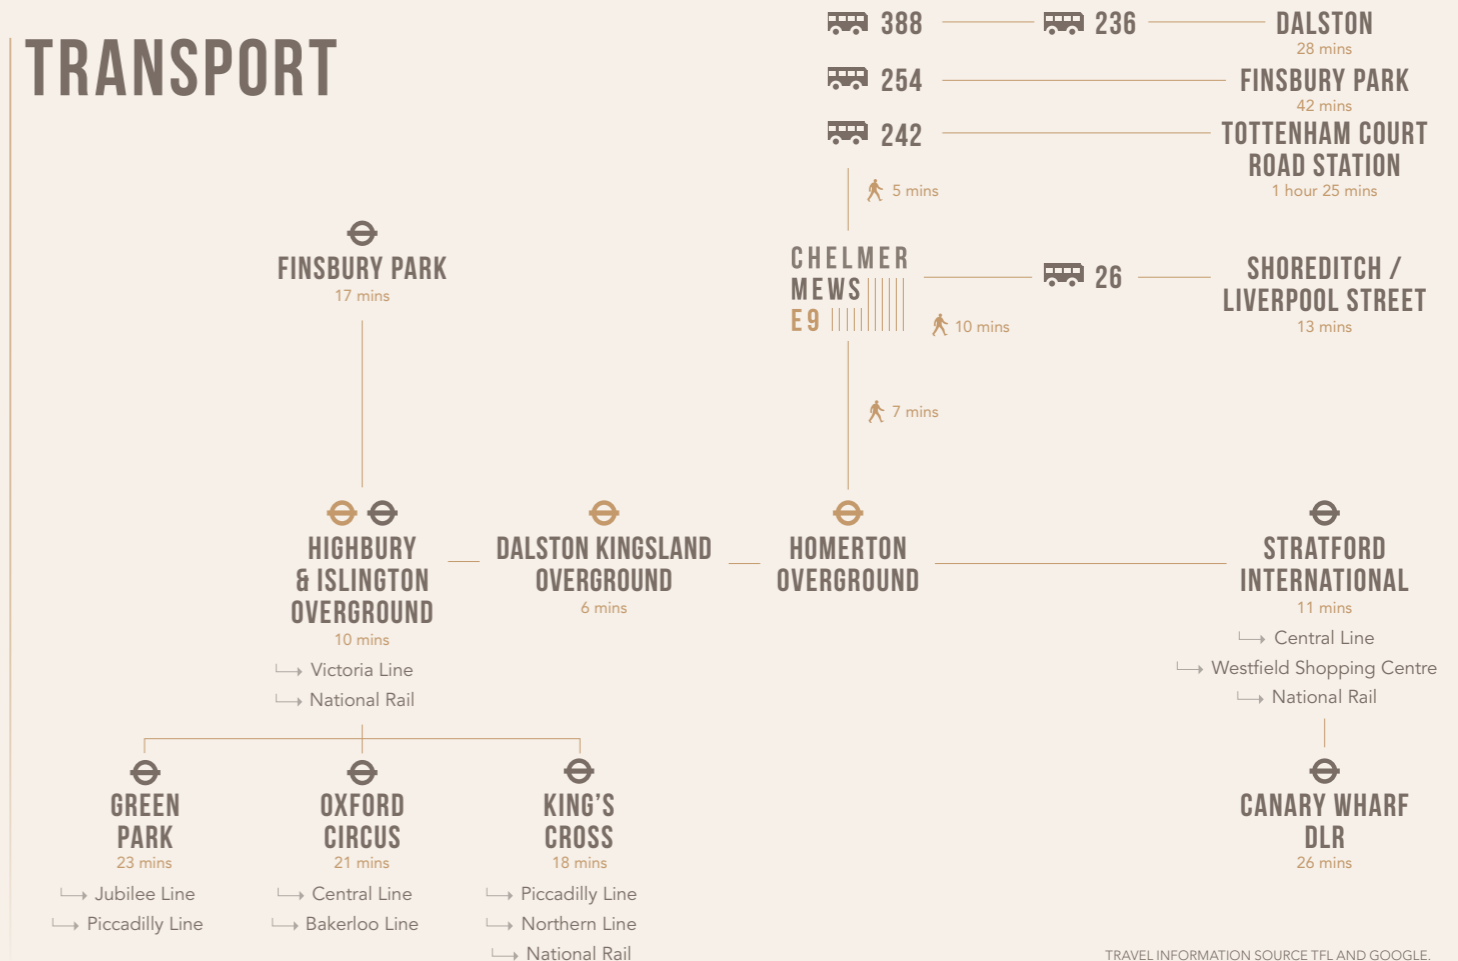 TRANSPORT
388
236
DALSTON
28 mins
254
FINSBURY PARK
42 mins
242
TOTTENHAM COURT
ROAD STATION
1 hour 25 mins
5 mins
FINSBURY PARK
17 mins
CHELMER
MEWS
E9
10 mins
26
SHOREDITCH /
LIVERPOOL STREET
13 mins
7 mins
HIGHBURY
& ISLINGTON
OVERGROUND
10 mins
Victoria Line
National Rail
DALSTON KINGSLAND
OVERGROUND
6 mins
HOMERTON
OVERGROUND
STRATFORD
INTERNATIONAL
11 mins
Central Line
Westfield Shopping Centre
National Rail
GREEN
PARK
23 mins
Jubilee Line
Piccadilly Line
OXFORD
CIRCUS
21 mins
Central Line
Bakerloo Line
KING'S
CROSS
18 mins
Piccadilly Line
Northern Line
National Rail
CANARY WHARF
DLR
26 mins
TRAVEL INFORMATION SOURCE TFL AND GOOGLE.